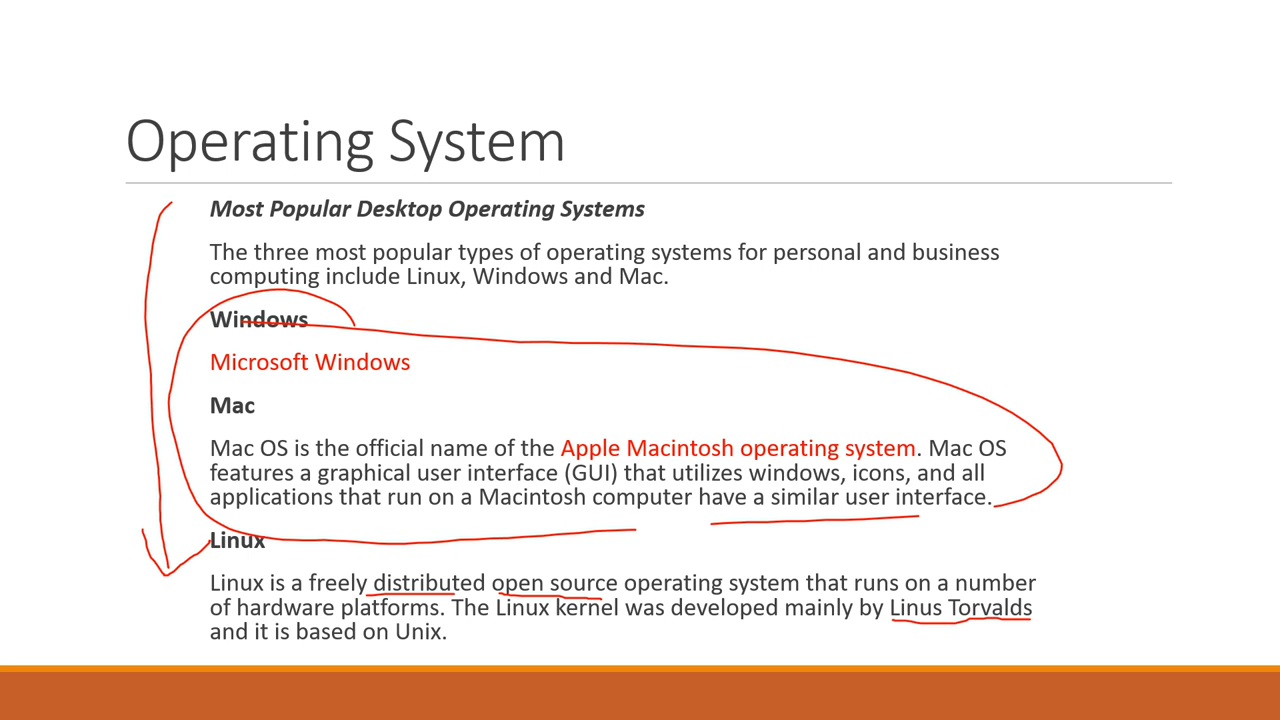 Operating System
Most Popular Desktop Operating Systems
The three most popular types of operating systems for personal and business
computing include Linux, Windows and Mac.
Windows
Microsoft Windows
Mac
Mac OS is the official name of the Apple Macintosh operating system. Mac OS
features a graphical user interface (GUI) that utilizes windows, icons, and all
applications that run on a Macintosh computer have a similar user interface.
Linux
Linux is a freely distributed open source operating system that runs on a number
of hardware platforms. The Linux kernel was developed mainly by Linus Torvalds
and it is based on Unix.